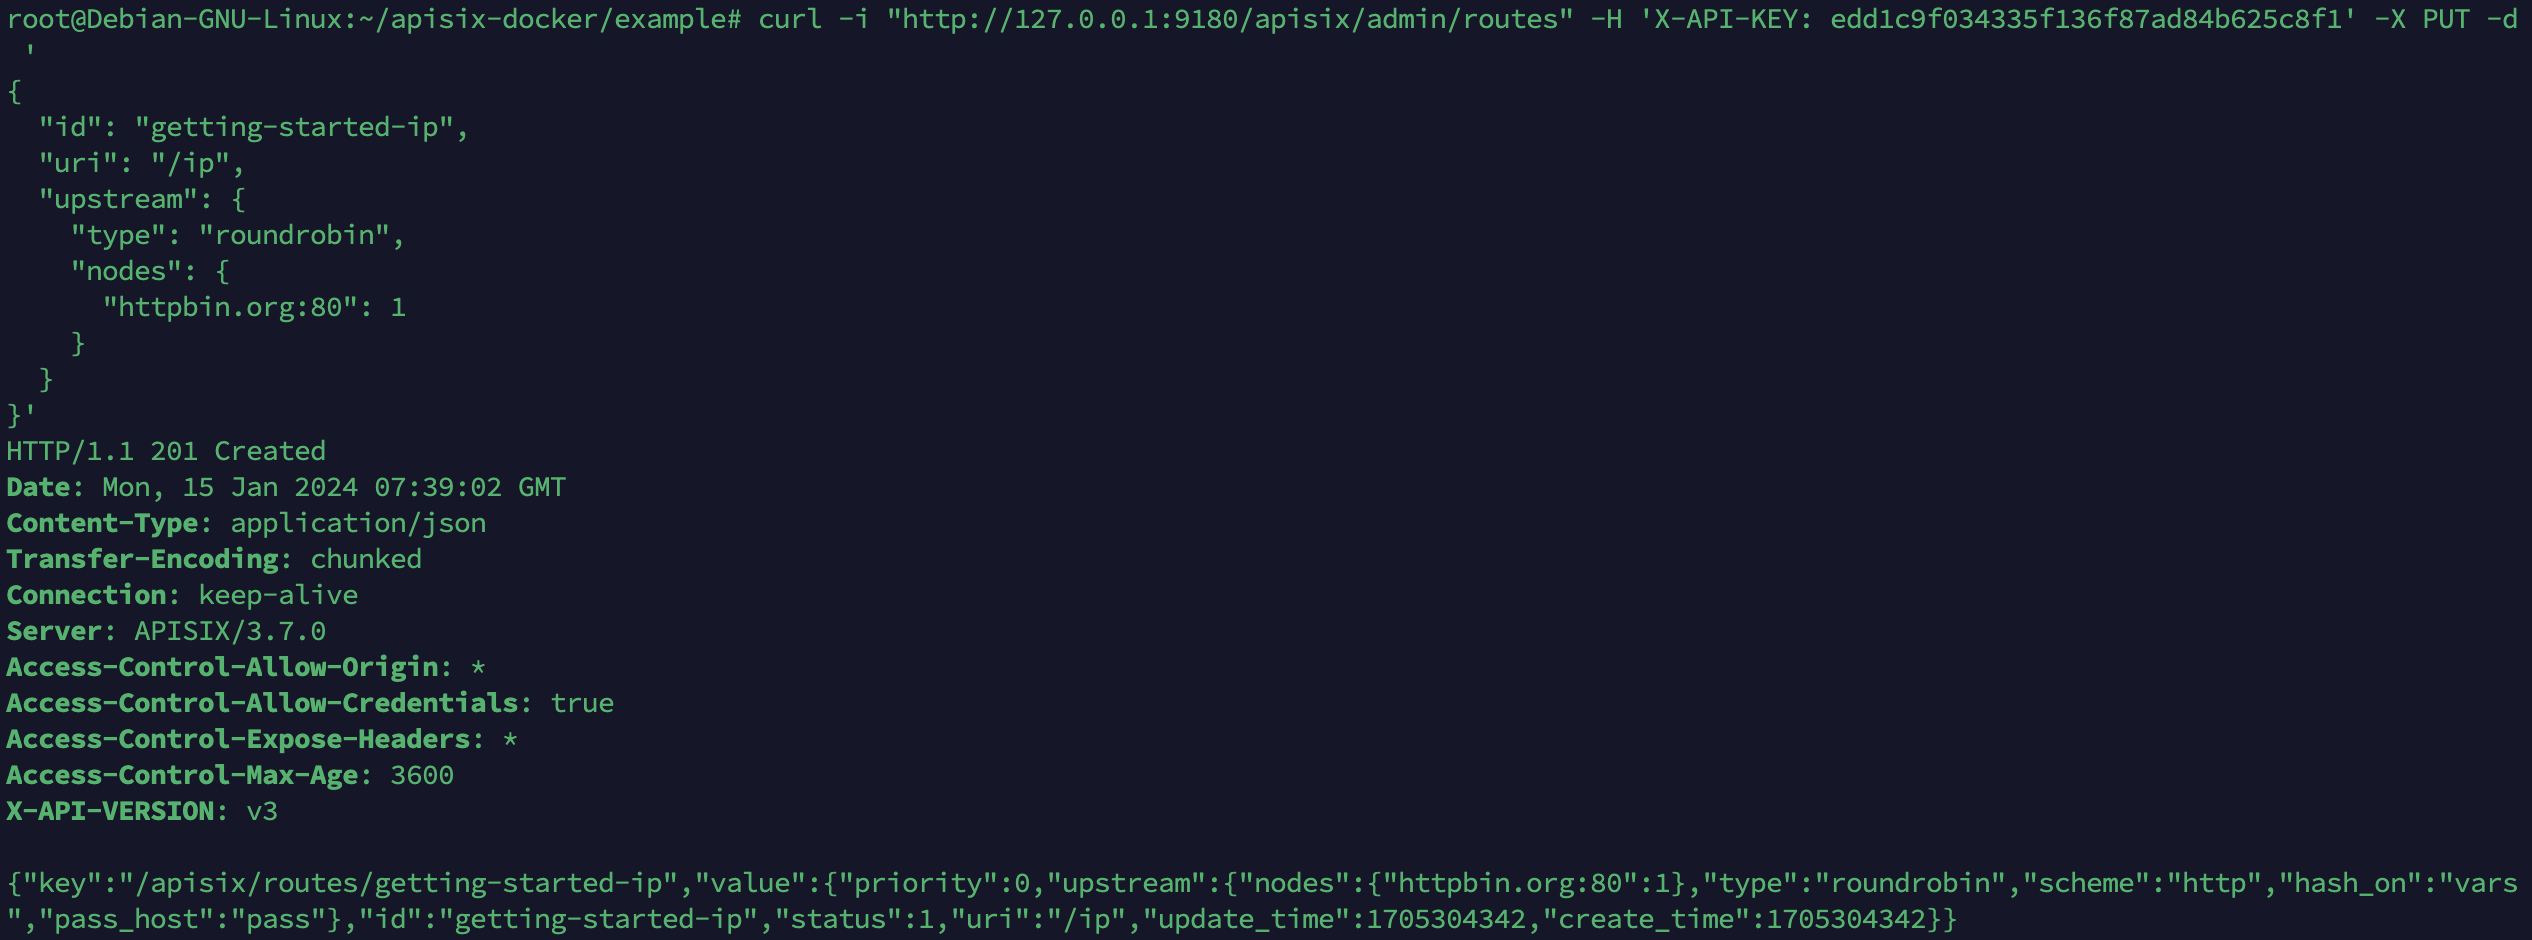 root@Debian-GNU-Linux:~/apisix-docker/example# curl -i "http://127.0.0.1:9180/apisix/admin/routes" -H 'X-API-KEY: edd1c9f034335f136f87ad84b625c8f1' -X PUT -d
 '
{
  "id": "getting-started-ip",
  "uri": "/ip",
  "upstream": {
    "type": "roundrobin",
    "nodes": {
      "httpbin.org:80": 1
    }
  }
}'
HTTP/1.1 201 Created
Date: Mon, 15 Jan 2024 07:39:02 GMT
Content-Type: application/json
Transfer-Encoding: chunked
Connection: keep-alive
Server: APISIX/3.7.0
Access-Control-Allow-Origin: *
Access-Control-Allow-Credentials: true
Access-Control-Expose-Headers: *
Access-Control-Max-Age: 3600
X-API-VERSION: v3

{"key":"/apisix/routes/getting-started-ip","value":{"priority":0,"upstream":{"nodes":{"httpbin.org:80":1},"type":"roundrobin","scheme":"http","hash_on":"vars
","pass_host":"pass"},"id":"getting-started-ip","status":1,"uri":"/ip","update_time":1705304342,"create_time":1705304342}}